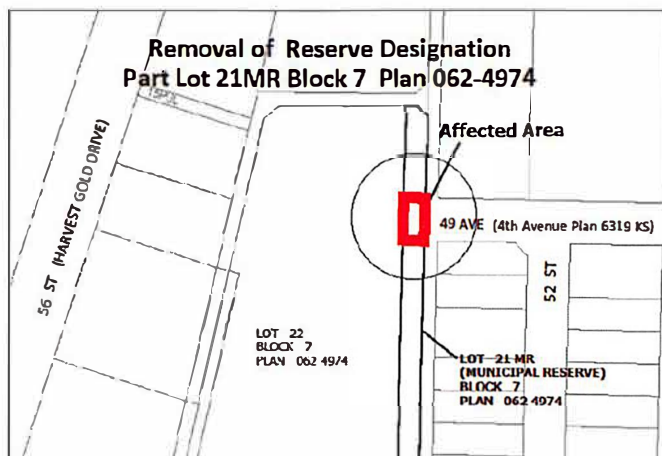 Removal of Reserve Designation
Part Lot 21MR Block 7 Plan 062-4974
Affected Area
56 ST (HARVEST GOLD DRIVE)
49 AVE (4th Avenue Plan 6319 KS)
52 ST
LOT 22
BLOCK 7
PLAN 062 4974
LOT 21 MR
(MUNICIPAL RESERVE)
BLOCK 7
PLAN 062 4974